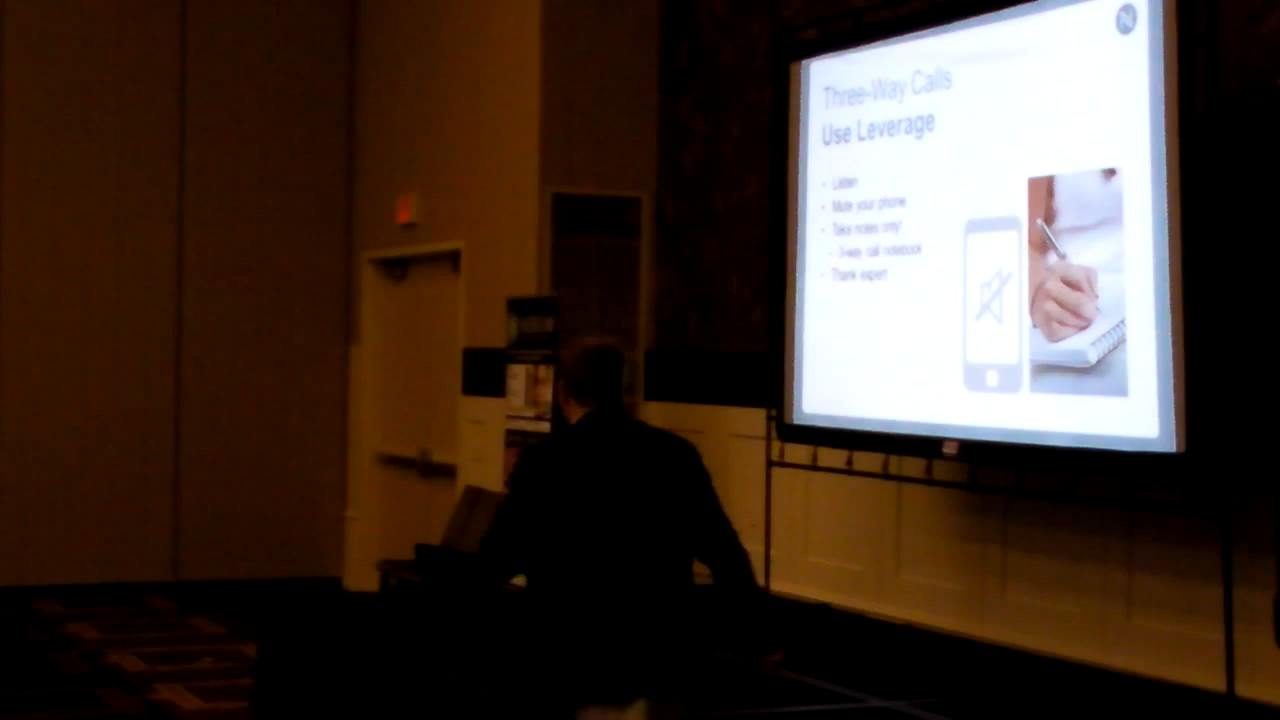 Three-Way Calls
Use Leverage
• Listen
• Mute your phone
• Take notes only!
- 3-way call notebook
• Thank expert